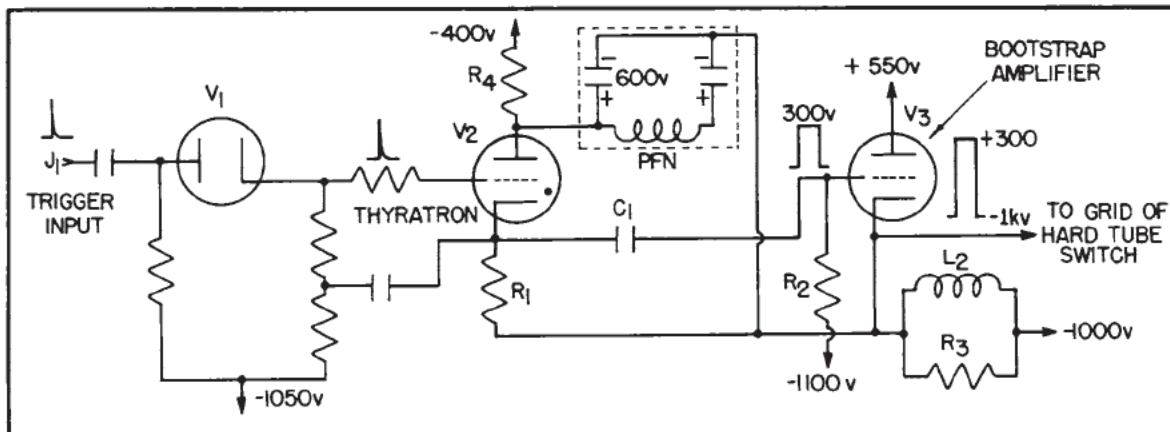 -400v
R4
V1
V2
600v
PFN
+ 550v
BOOTSTRAP
AMPLIFIER
V3
300v
+300
-1kv
J1
TRIGGER
INPUT
THYRATRON
C1
TO GRID OF
HARD TUBE
SWITCH
R1
R2
L2
R3
-1000v
-1050v
-1100v